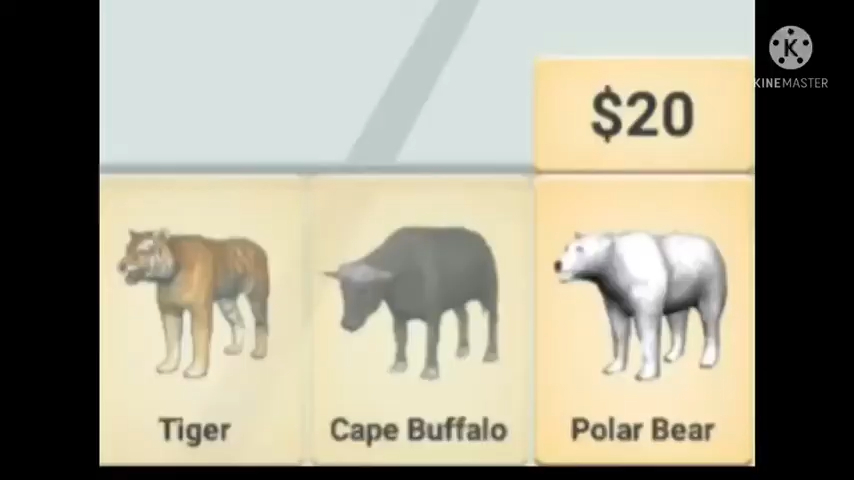 K
KINEMASTER
$20
Tiger
Cape Buffalo
Polar Bear